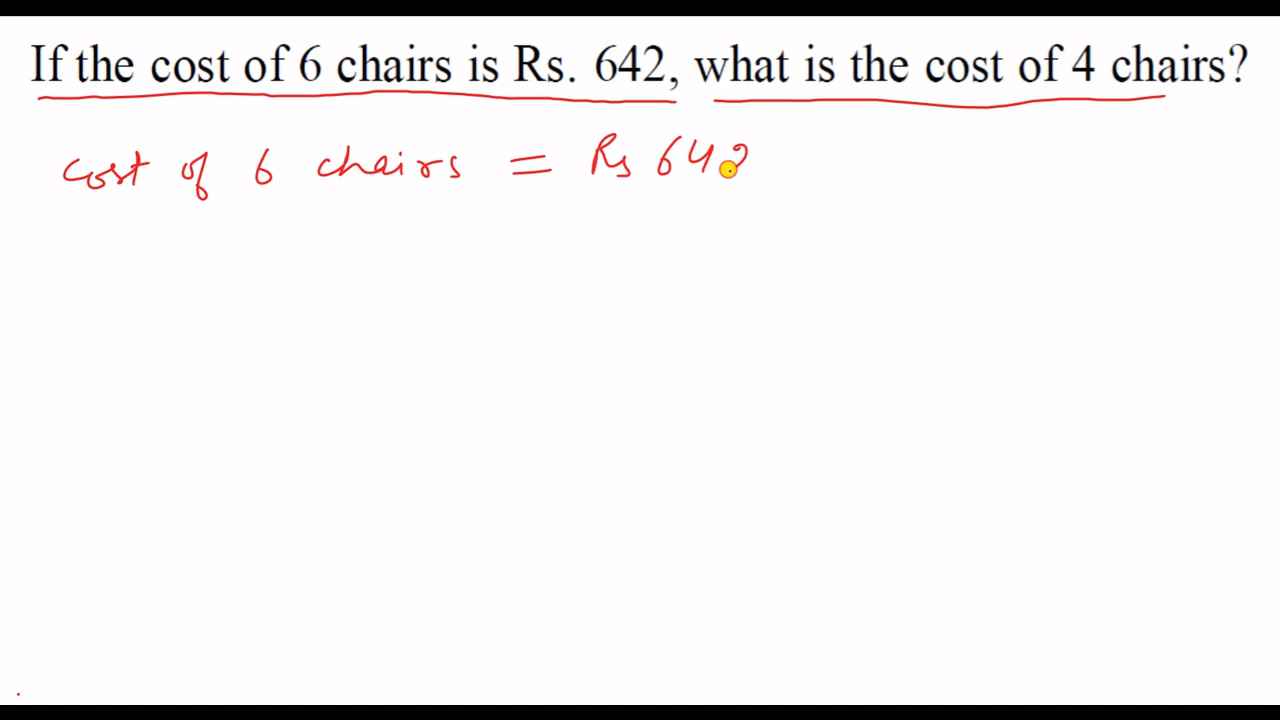 If the cost of 6 chairs is Rs. 642, what is the cost of 4 chairs?
cost of 6 chairs = Rs 642